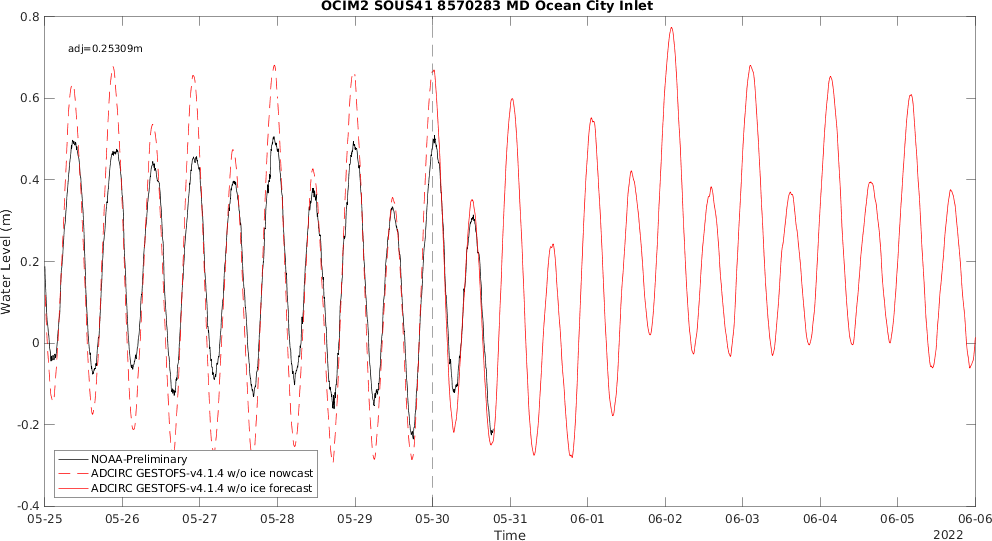 OCIM2 SOUS41 8570283 MD Ocean City Inlet
adj=0.25309m
0.8
0.6
0.4
0.2
0
-0.2
-0.4
Water Level (m)
NOAA-Preliminary
ADCIRC GESTOFS-v4.1.4 w/o ice nowcast
ADCIRC GESTOFS-v4.1.4 w/o ice forecast
05-25 05-26 05-27 05-28 05-29 05-30 05-31 06-01 06-02 06-03 06-04 06-05 06-06
Time
2022